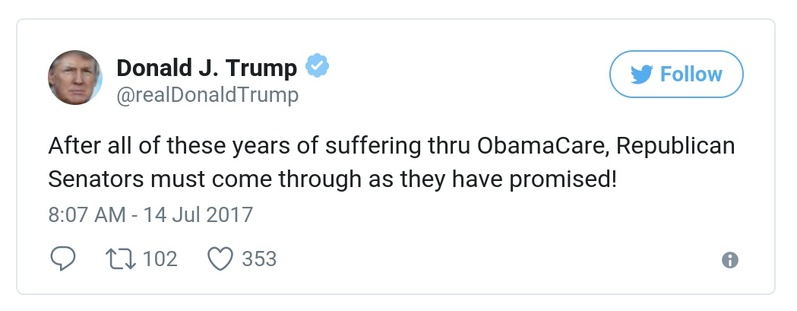 Donald J. Trump
@realDonaldTrump
Follow
After all of these years of suffering thru ObamaCare, Republican
Senators must come through as they have promised!
8:07 AM - 14 Jul 2017
102 353